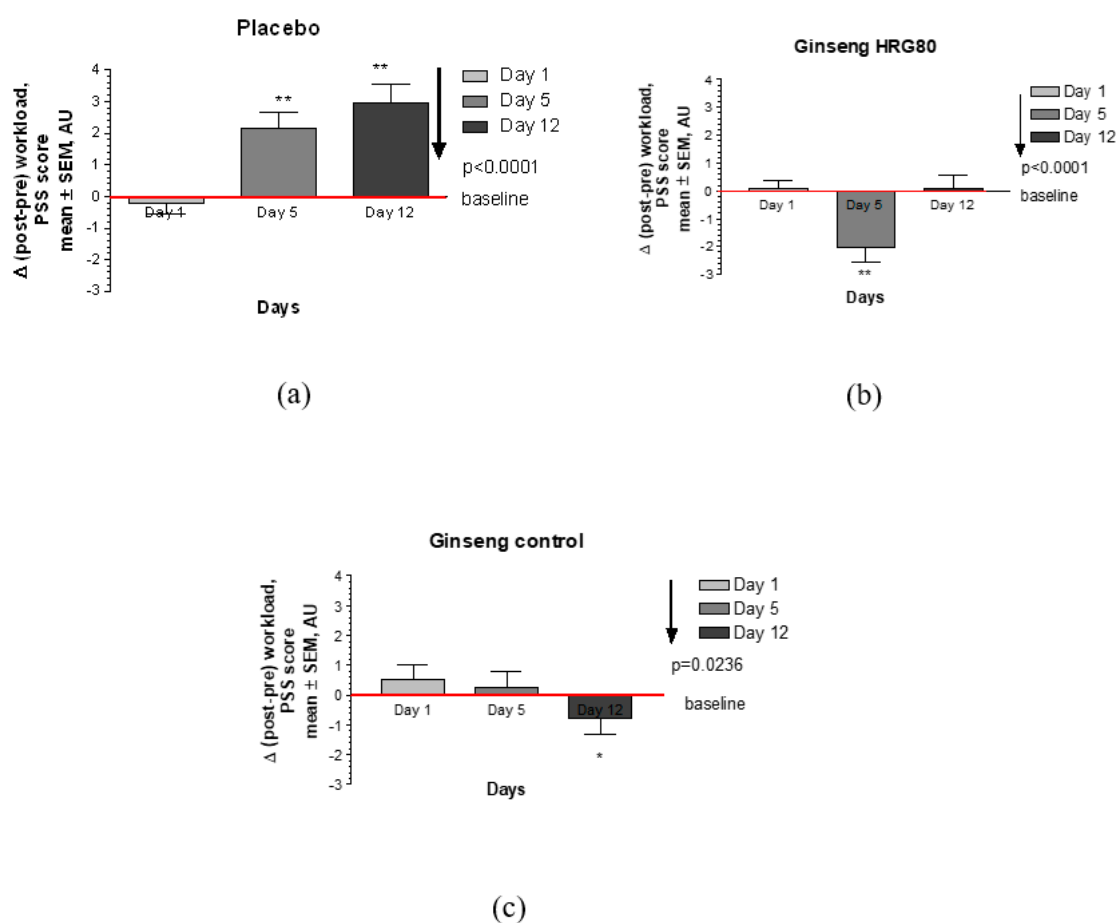 Placebo
Δ (post-pre) workload,
PSS score
mean ± SEM, AU
4
3
2
1
0
-1
-2
-3
**
**
Day 1
Day 5
Day 12
Days
Day 1
Day 5
Day 12
p<0.0001
baseline
(a)
Ginseng HRG80
Δ (post-pre) workload,
PSS score
mean ± SEM, AU
4
3
2
1
0
-1
-2
-3
Day 1
Day 5
Day 12
**
Days
Day 1
Day 5
Day 12
p<0.0001
baseline
(b)
Ginseng control
Δ (post-pre) workload,
PSS score
mean ± SEM, AU
4
3
2
1
0
-1
-2
-3
Day 1
Day 5
Day 12
*
Days
Day 1
Day 5
Day 12
p=0.0236
baseline
(c)